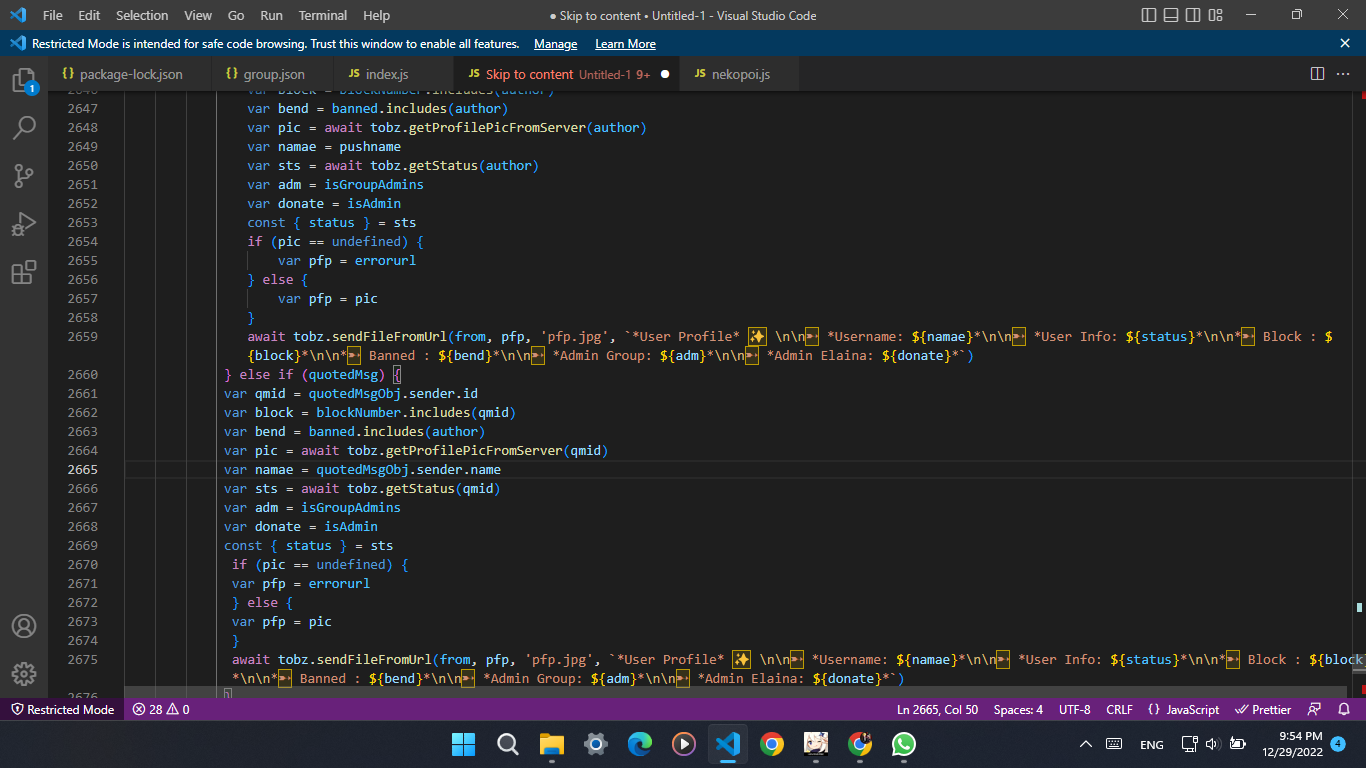 File Edit Selection View Go Run Terminal Help
● Skip to content • Untitled-1 - Visual Studio Code
Restricted Mode is intended for safe code browsing. Trust this window to enable all features. Manage Learn More
{} package-lock.json {} group.json JS index.js JS Skip to content Untitled-1 9+ ● JS nekopoi.js ···
1
2646 var block = blockNumber.includes(author)
2647 var bend = banned.includes(author)
2648 var pic = await tobz.getProfilePicFromServer(author)
2649 var namae = pushname
2650 var sts = await tobz.getStatus(author)
2651 var adm = isGroupAdmins
2652 var donate = isAdmin
2653 const { status } = sts
2654 if (pic == undefined) {
2655 var pfp = errorurl
2656 } else {
2657 var pfp = pic
2658 }
2659 await tobz.sendFileFromUrl(from, pfp, 'pfp.jpg', `*User Profile* ✨ \n\n➸ *Username: ${namae}*\n\n➸ *User Info: ${status}*\n\n*➸ Block : $
{block}*\n\n*➸ Banned : ${bend}*\n\n➸ *Admin Group: ${adm}*\n\n➸ *Admin Elaina: ${donate}*`)
2660 } else if (quotedMsg) {
2661 var qmid = quotedMsgObj.sender.id
2662 var block = blockNumber.includes(qmid)
2663 var bend = banned.includes(author)
2664 var pic = await tobz.getProfilePicFromServer(qmid)
2665 var namae = quotedMsgObj.sender.name
2666 var sts = await tobz.getStatus(qmid)
2667 var adm = isGroupAdmins
2668 var donate = isAdmin
2669 const { status } = sts
2670 if (pic == undefined) {
2671 var pfp = errorurl
2672 } else {
2673 var pfp = pic
2674 }
2675 await tobz.sendFileFromUrl(from, pfp, 'pfp.jpg', `*User Profile* ✨ \n\n➸ *Username: ${namae}*\n\n➸ *User Info: ${status}*\n\n*➸ Block : ${block
*\n\n*➸ Banned : ${bend}*\n\n➸ *Admin Group: ${adm}*\n\n➸ *Admin Elaina: ${donate}*`)
2676 }
Restricted Mode 28 0 Ln 2665, Col 50 Spaces: 4 UTF-8 CRLF {} JavaScript Prettier
ENG 9:54 PM
12/29/2022 4